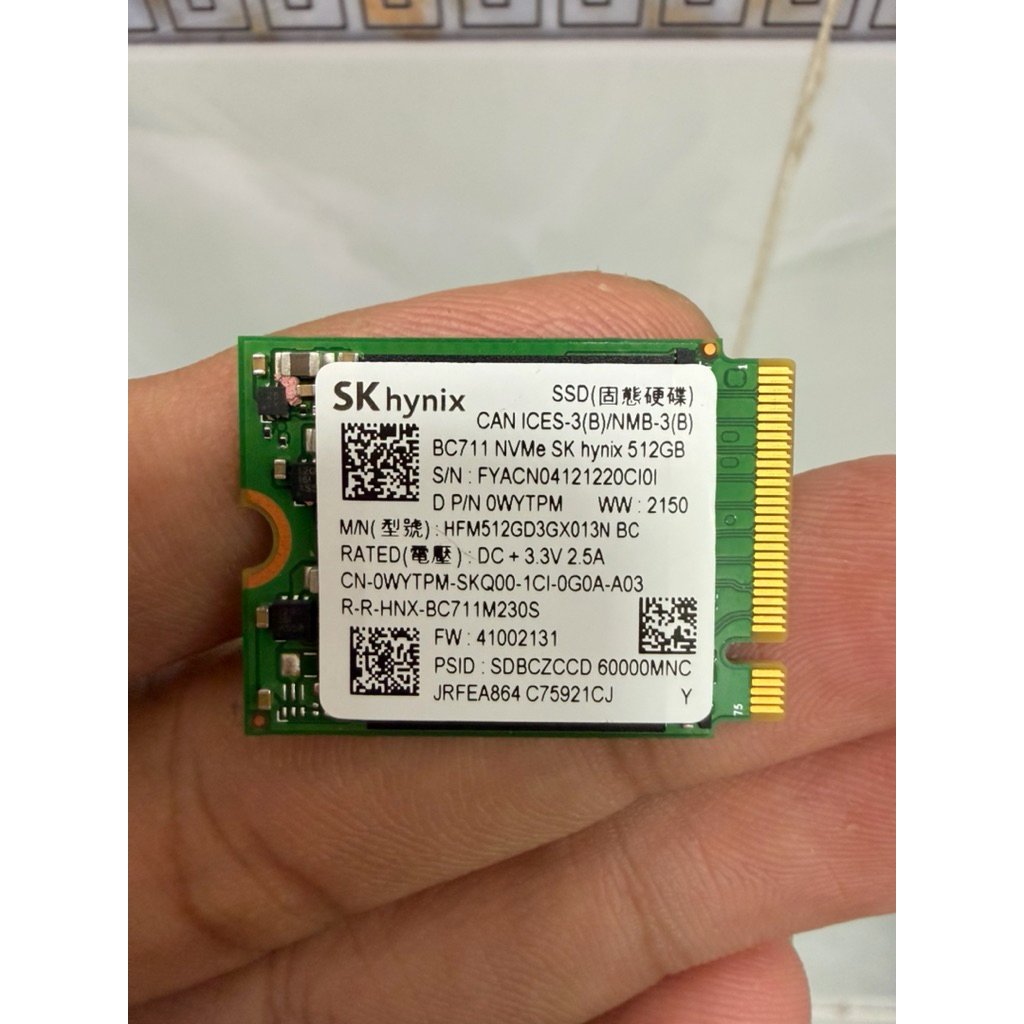 SK hynix
SSD(固態硬碟)
CAN ICES-3(B)/NMB-3(B)
BC711 NVMe SK hynix 512GB
S/N : FYACN04121220CI0I
D P/N 0WYTPM WW : 2150
M/N( 型號) : HFM512GD3GX013N BC
RATED(電壓) : DC + 3.3V 2.5A
CN-0WYTPM-SKQ00-1CI-0G0A-A03
R-R-HNX-BC711M230S
FW : 41002131
PSID : SDBCZCCD 60000MNC
JRFEA864 C75921CJ Y
1
75